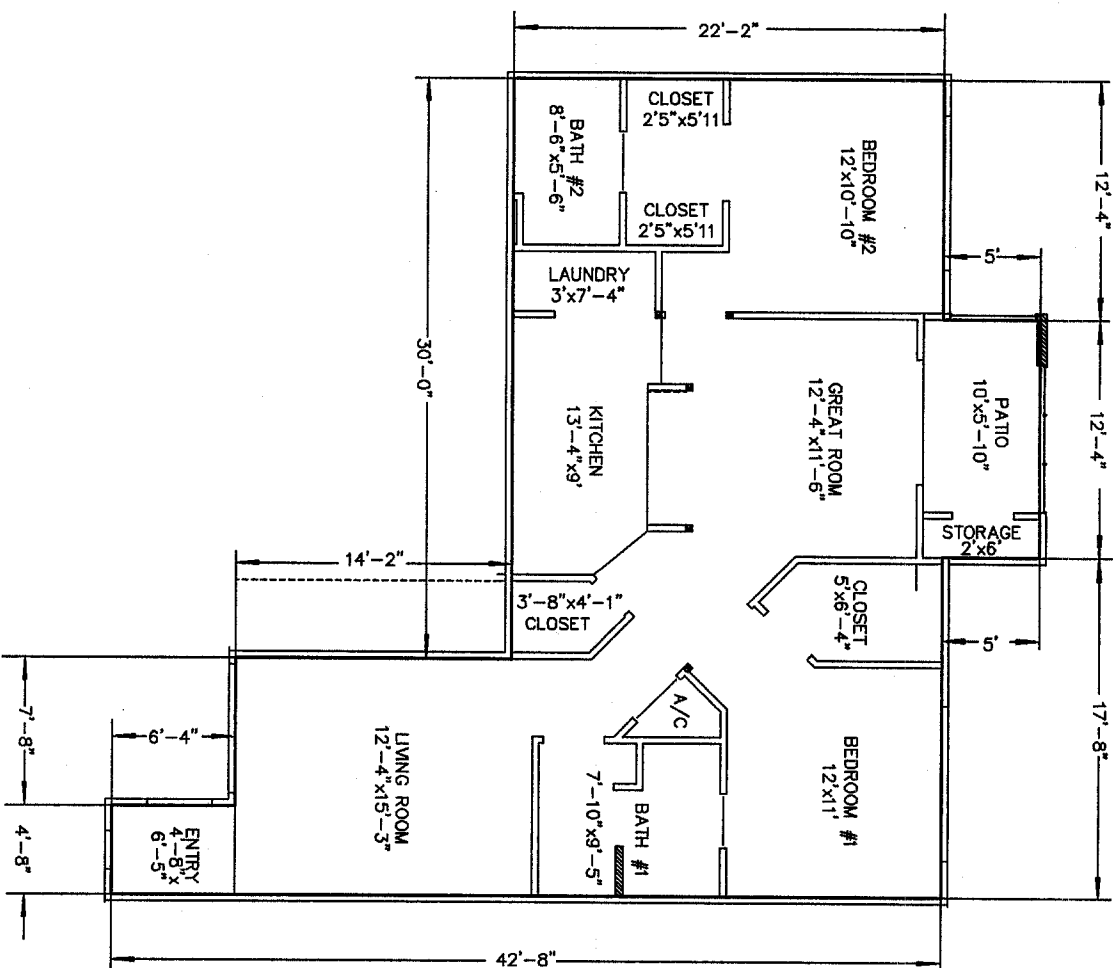 22'-2"
CLOSET
2'5"x5'11
BATH #2
8'-6"x5'-6"
BEDROOM #2
12'x10'-10"
12'-4"
CLOSET
2'5"x5'11
5'
LAUNDRY
3'x7'-4"
30'-0"
KITCHEN
13'-4"x9'
GREAT ROOM
12'-4"x11'-6"
PATIO
10'x5'-10"
12'-4"
STORAGE
2'x6'
14'-2"
3'-8"x4'-1"
CLOSET
CLOSET
5'x6'-4"
5'
17'-8"
A/C
7'-8"
6'-4"
LIVING ROOM
12'-4"x15'-3"
BEDROOM #1
12'x11'
BATH #1
7'-10"x9'-5"
ENTRY
4'-8"x
6'-5"
4'-8"
42'-8"